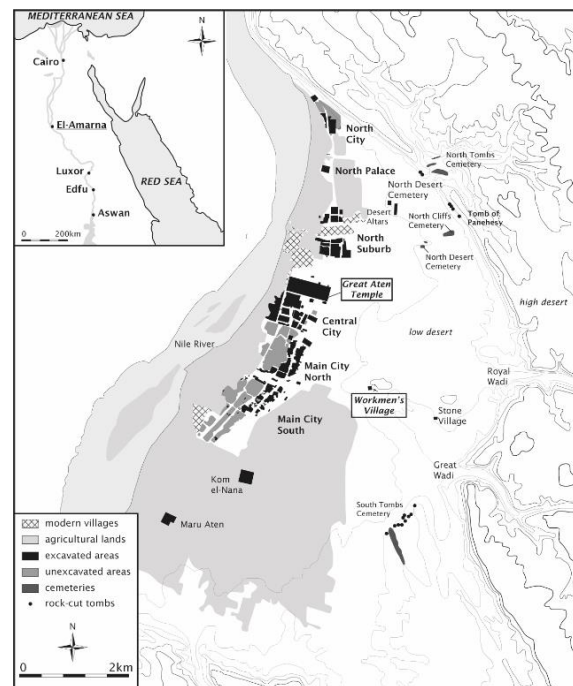 MEDITERRANEAN SEA
N
Cairo
El-Amarna
Luxor
Edfu
Aswan
RED SEA
0 200km
North
City
North Palace
North Tombs
Cemetery
North Desert
Cemetery
Desert
Altars
North Cliffs
Cemetery
Tomb of
Panehesy
North
Suburb
North Desert
Cemetery
Great Aten
Temple
high desert
Central
City
low desert
Nile River
Main City
North
Royal
Wadi
Workmen's
Village
Stone
Village
Main City
South
Great
Wadi
Kom
el-Nana
South Tombs
Cemetery
Maru Aten
modern villages
agricultural lands
excavated areas
unexcavated areas
cemeteries
rock-cut tombs
N
0 2km